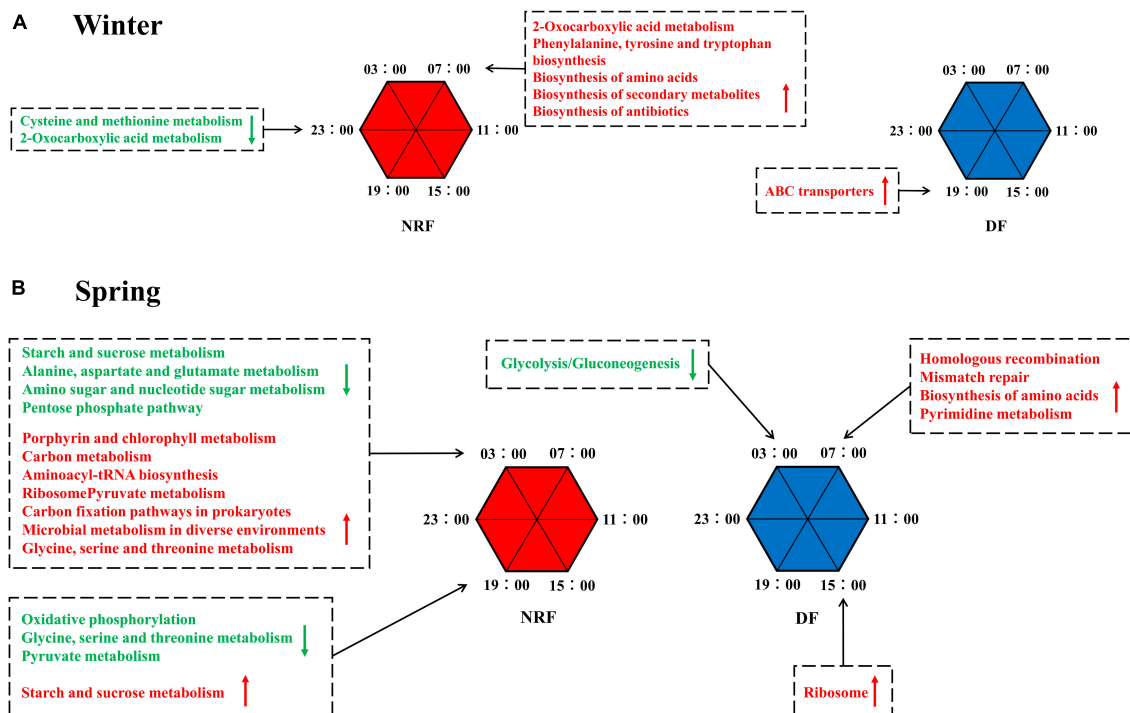 A Winter
2-Oxocarboxylic acid metabolism
Phenylalanine, tyrosine and tryptophan
biosynthesis
Biosynthesis of amino acids
Biosynthesis of secondary metabolites
Biosynthesis of antibiotics
Cysteine and methionine metabolism
2-Oxocarboxylic acid metabolism
03：00 07：00
23：00 11：00
19：00 15：00
NRF
ABC transporters
03：00 07：00
23：00 11：00
19：00 15：00
DF
B Spring
Starch and sucrose metabolism
Alanine, aspartate and glutamate metabolism
Amino sugar and nucleotide sugar metabolism
Pentose phosphate pathway
Porphyrin and chlorophyll metabolism
Carbon metabolism
Aminoacyl-tRNA biosynthesis
RibosomePyruvate metabolism
Carbon fixation pathways in prokaryotes
Microbial metabolism in diverse environments
Glycine, serine and threonine metabolism
Oxidative phosphorylation
Glycine, serine and threonine metabolism
Pyruvate metabolism
Starch and sucrose metabolism
03：00 07：00
23：00 11：00
19：00 15：00
NRF
Glycolysis/Gluconeogenesis
Homologous recombination
Mismatch repair
Biosynthesis of amino acids
Pyrimidine metabolism
03：00 07：00
23：00 11：00
19：00 15：00
DF
Ribosome